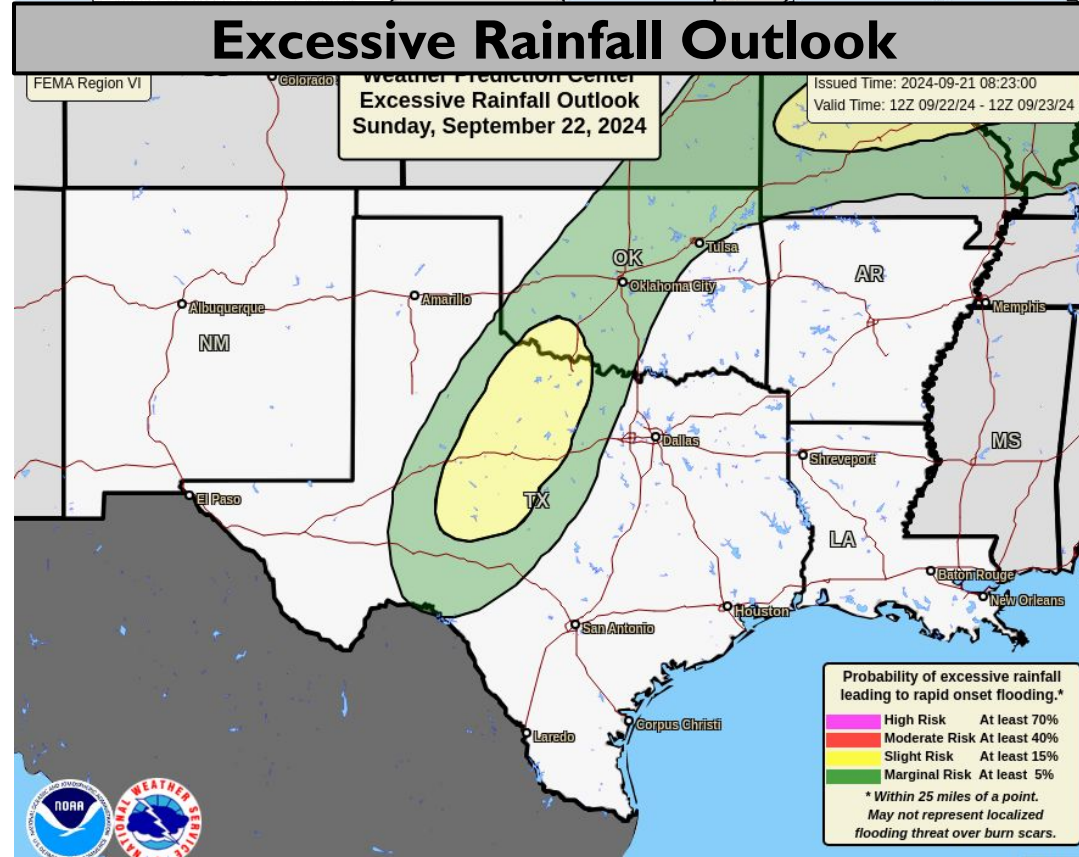 Excessive Rainfall Outlook
FEMA Region VI
Weather Prediction Center
Excessive Rainfall Outlook
Sunday, September 22, 2024
Issued Time: 2024-09-21 08:23:00
Valid Time: 12Z 09/22/24 - 12Z 09/23/24
Colorado
Tulsa
OK
Oklahoma City
AR
Amarillo
Albuquerque
Memphis
NM
Dallas
MS
Shreveport
El Paso
TX
LA
Baton Rouge
New Orleans
Houston
San Antonio
Corpus Christi
Laredo
Probability of excessive rainfall
leading to rapid onset flooding.*
High Risk At least 70%
Moderate Risk At least 40%
Slight Risk At least 15%
Marginal Risk At least 5%
* Within 25 miles of a point.
May not represent localized
flooding threat over burn scars.
NOAA
NATIONAL WEATHER SERVICE